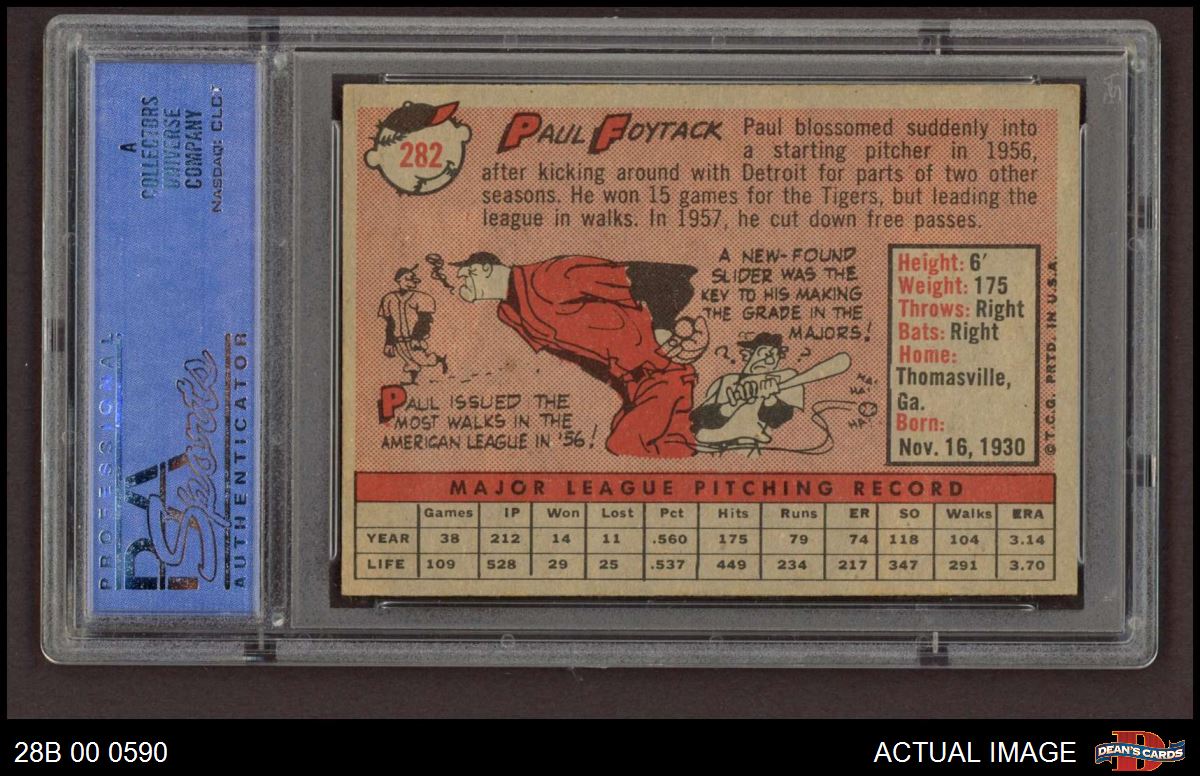 A
COLLECTORS
UNIVERSE
COMPANY
NASDAQ: CLCT
PROFESSIONAL
PSA
Sports
AUTHENTICATOR
282
PAUL FOYTACK
Paul blossomed suddenly into
a starting pitcher in 1956,
after kicking around with Detroit for parts of two other
seasons. He won 15 games for the Tigers, but leading the
league in walks. In 1957, he cut down free passes.
A NEW-FOUND
SLIDER WAS THE
KEY TO HIS MAKING
THE GRADE IN THE
MAJORS!
? ?
HA!
HA!
HA!
PAUL ISSUED THE
MOST WALKS IN THE
AMERICAN LEAGUE IN '56!
Height: 6'
Weight: 175
Throws: Right
Bats: Right
Home:
Thomasville,
Ga.
Born:
Nov. 16, 1930
© T.C.G. PRTD. IN U.S.A.
MAJOR LEAGUE PITCHING RECORD
Games IP Won Lost Pct Hits Runs ER SO Walks ERA
YEAR 38 212 14 11 .560 175 79 74 118 104 3.14
LIFE 109 528 29 25 .537 449 234 217 347 291 3.70
28B 00 0590
ACTUAL IMAGE
DEAN'S CARDS